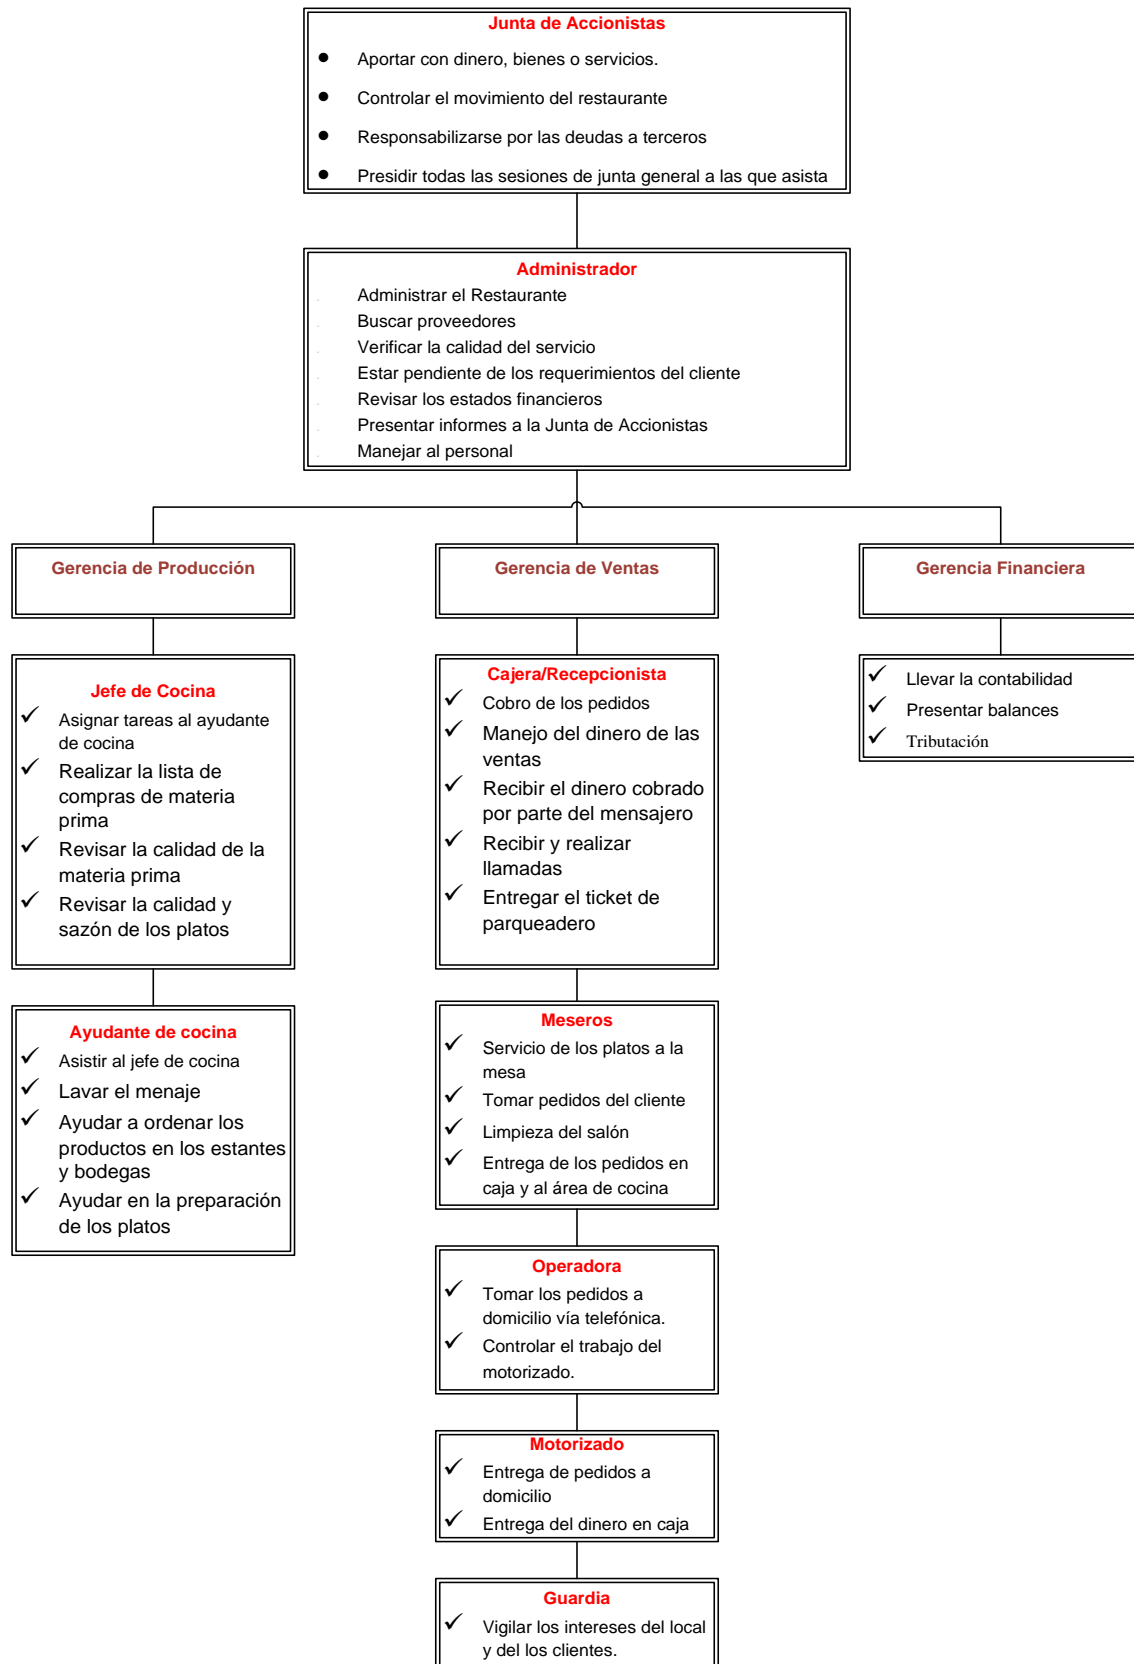 Junta de Accionistas
Aportar con dinero, bienes o servicios.
Controlar el movimiento del restaurante
Responsabilizarse por las deudas a terceros
Presidir todas las sesiones de junta general a las que asista
Administrador
Administrar el Restaurante
Buscar proveedores
Verificar la calidad del servicio
Estar pendiente de los requerimientos del cliente
Revisar los estados financieros
Presentar informes a la Junta de Accionistas
Manejar al personal
Gerencia de Producción
Gerencia de Ventas
Gerencia Financiera
Jefe de Cocina
Asignar tareas al ayudante
de cocina
Realizar la lista de
compras de materia
prima
Revisar la calidad de la
materia prima
Revisar la calidad y
sazón de los platos
Ayudante de cocina
Asistir al jefe de cocina
Lavar el menaje
Ayudar a ordenar los
productos en los estantes
y bodegas
Ayudar en la preparación
de los platos
Cajera/Recepcionista
Cobro de los pedidos
Manejo del dinero de las
ventas
Recibir el dinero cobrado
por parte del mensajero
Recibir y realizar
llamadas
Entregar el ticket de
parqueadero
Meseros
Servicio de los platos a la
mesa
Tomar pedidos del cliente
Limpieza del salón
Entrega de los pedidos en
caja y al área de cocina
Operadora
Tomar los pedidos a
domicilio vía telefónica.
Controlar el trabajo del
motorizado.
Motorizado
Entrega de pedidos a
domicilio
Entrega del dinero en caja
Guardia
Vigilar los intereses del local
y del los clientes.
Llevar la contabilidad
Presentar balances
Tributación